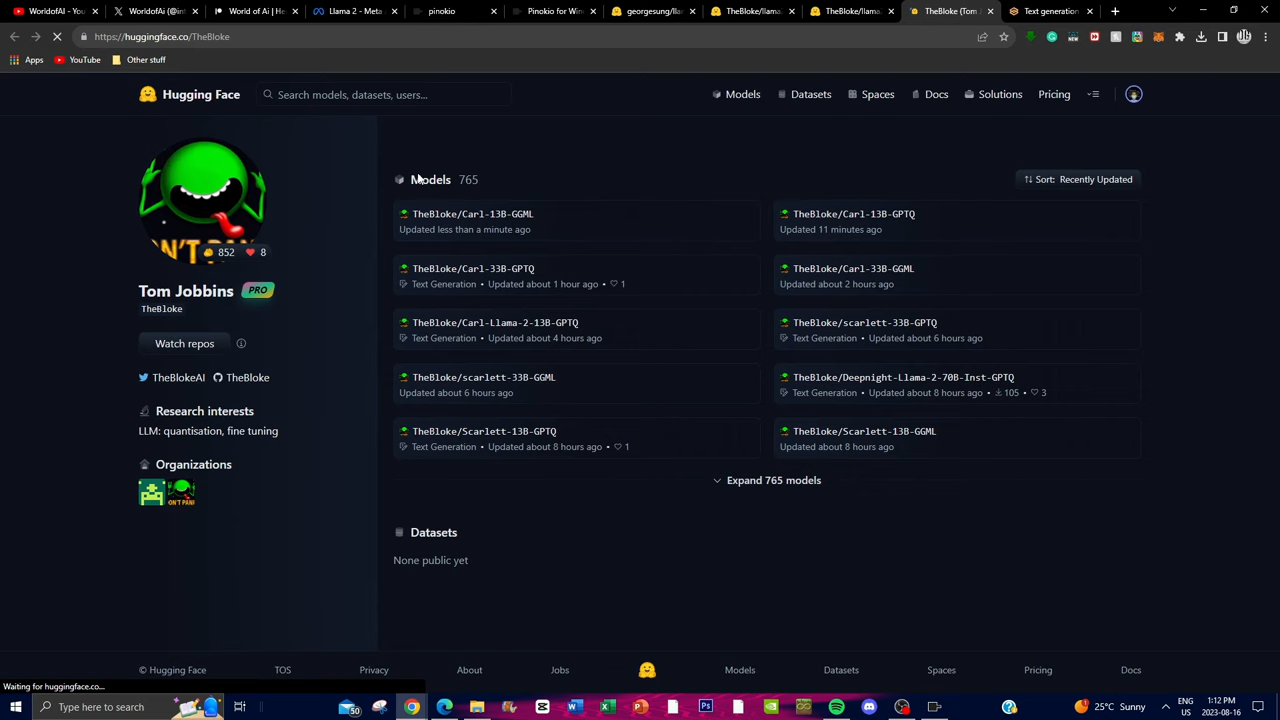 WorldofAI - You
WorldofAi (@in
World of Ai | He
Llama 2 - Meta
pinokio
Pinokio for Win
georgesung/lla
TheBloke/llama
TheBloke/llama
TheBloke (Tom
Text generation
https://huggingface.co/TheBloke
Apps
YouTube
Other stuff
Hugging Face
Search models, datasets, users...
Models
Datasets
Spaces
Docs
Solutions
Pricing
ON'T PAN
852
8
Tom Jobbins
PRO
TheBloke
Watch repos
TheBlokeAI
TheBloke
Research interests
LLM: quantisation, fine tuning
Organizations
ON'T PANI
Models 765
Sort: Recently Updated
TheBloke/Carl-13B-GGML
Updated less than a minute ago
TheBloke/Carl-13B-GPTQ
Updated 11 minutes ago
TheBloke/Carl-33B-GPTQ
Text Generation • Updated about 1 hour ago • 1
TheBloke/Carl-33B-GGML
Updated about 2 hours ago
TheBloke/Carl-Llama-2-13B-GPTQ
Text Generation • Updated about 4 hours ago
TheBloke/scarlett-33B-GPTQ
Text Generation • Updated about 6 hours ago
TheBloke/scarlett-33B-GGML
Updated about 6 hours ago
TheBloke/Deepnight-Llama-2-70B-Inst-GPTQ
Text Generation • Updated about 8 hours ago • 105 • 3
TheBloke/Scarlett-13B-GPTQ
Text Generation • Updated about 8 hours ago • 1
TheBloke/Scarlett-13B-GGML
Updated about 8 hours ago
Expand 765 models
Datasets
None public yet
© Hugging Face
TOS
Privacy
About
Jobs
Models
Datasets
Spaces
Pricing
Docs
Waiting for huggingface.co...
Type here to search
50
25°C Sunny
ENG
US
1:12 PM
2023-08-16